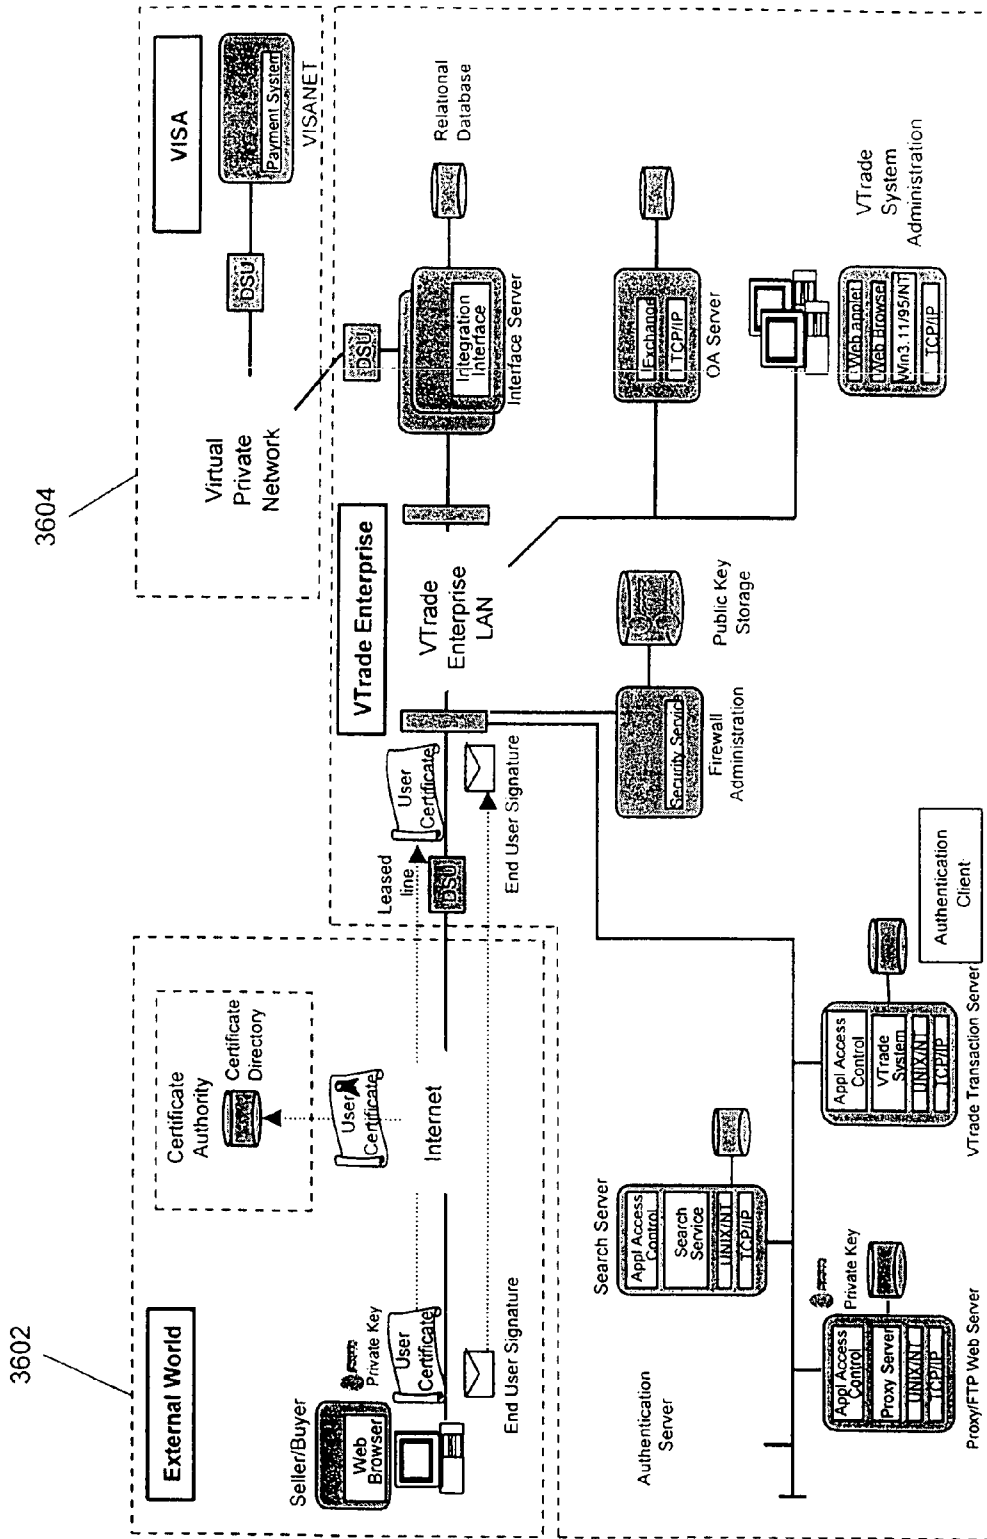 3602
3604
External World
Seller/Buyer
Web
Browser
Private Key
User
Certificate
End User Signature
Certificate
Authority
Certificate
Directory
User
Certificate
Internet
Leased
line
DSU
User
Certificate
End User Signature
VISA
Payment System
VISANET
DSU
Virtual
Private
Network
DSU
VTrade Enterprise
VTrade
Enterprise
LAN
Integration
Interface
Interface Server
Relational
Database
Exchange
TCP/IP
OA Server
Web applet
Web Browser
Win3.11/95/NT
TCP/IP
VTrade
System
Administration
Security Service
Firewall
Administration
Public Key
Storage
Authentication
Server
Search Server
Appl Access
Control
Search
Service
UNIX/NT
TCP/IP
Appl Access
Control
Proxy Server
UNIX/NT
TCP/IP
Private Key
Proxy/FTP Web Server
Appl Access
Control
VTrade
System
UNIX/NT
TCP/IP
VTrade Transaction Server
Authentication
Client